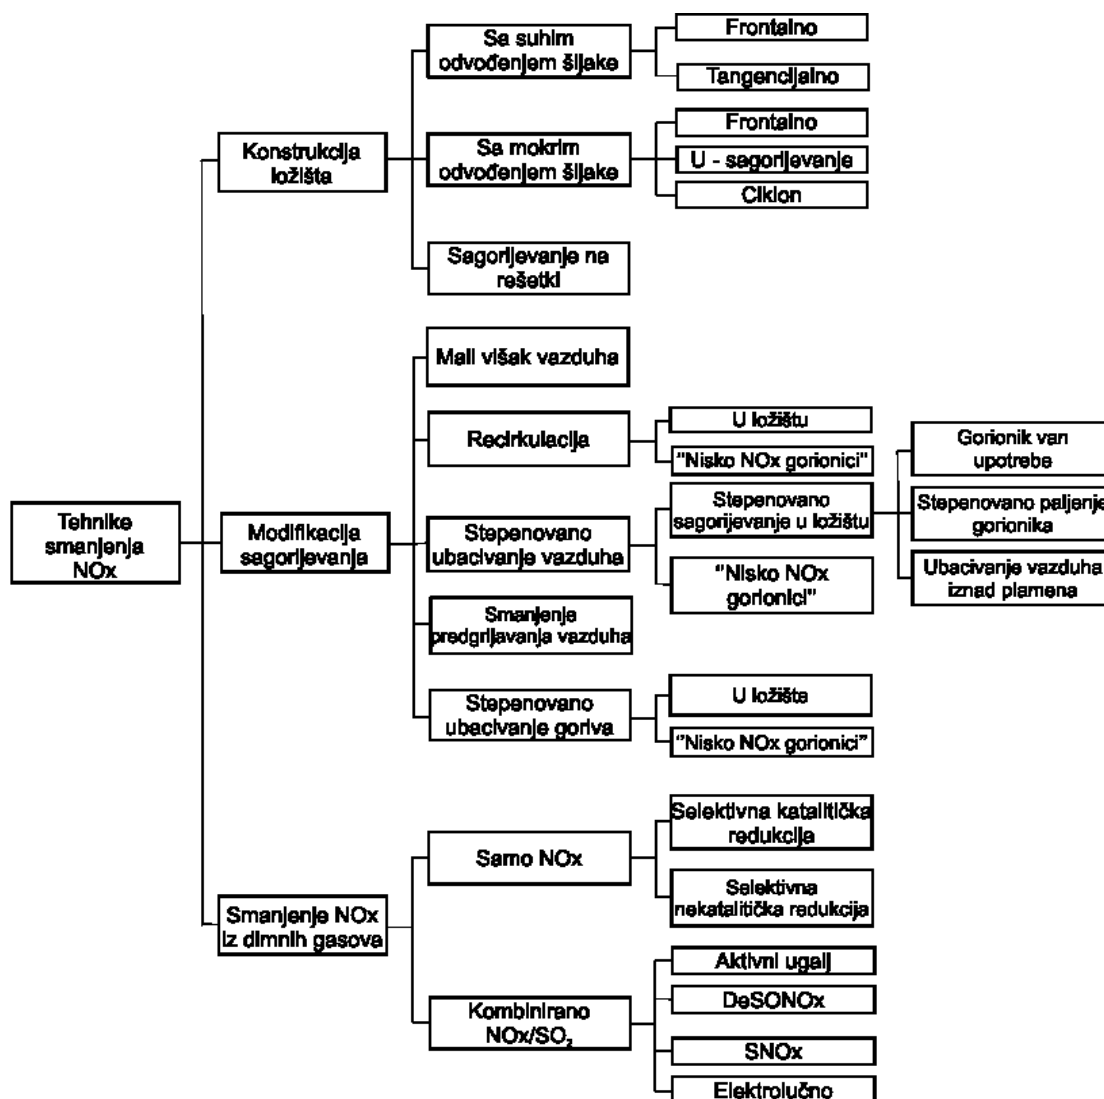 Sa suhim
odvođenjem šljake
Frontalno
Tangencijalno
Konstrukcija
ložišta
Sa mokrim
odvođenjem šljake
Frontalno
U - sagorijevanje
Ciklon
Sagorijevanje na
rešetki
Mali višak vazduha
Recirkulacija
U ložištu
"Nisko NOx gorionici"
Gorionik van
upotrebe
Tehnike
smanjenja
NOx
Modifikacija
sagorijevanja
Stepenovano
ubacivanje vazduha
Stepenovano
sagorijevanje u ložištu
Stepenovano paljenje
gorionika
"Nisko NOx
gorionici"
Ubacivanje vazduha
iznad plamena
Smanjenje
predgrijavanja vazduha
Stepenovano
ubacivanje goriva
U ložište
"Nisko NOx gorionici"
Smanjenje NOx
iz dimnih gasova
Samo NOx
Selektivna katalitička
redukcija
Selektivna
nekatalitička redukcija
Kombinirano
NOx/SO₂
Aktivni ugalj
DeSONOx
SNOx
Elektrolučno